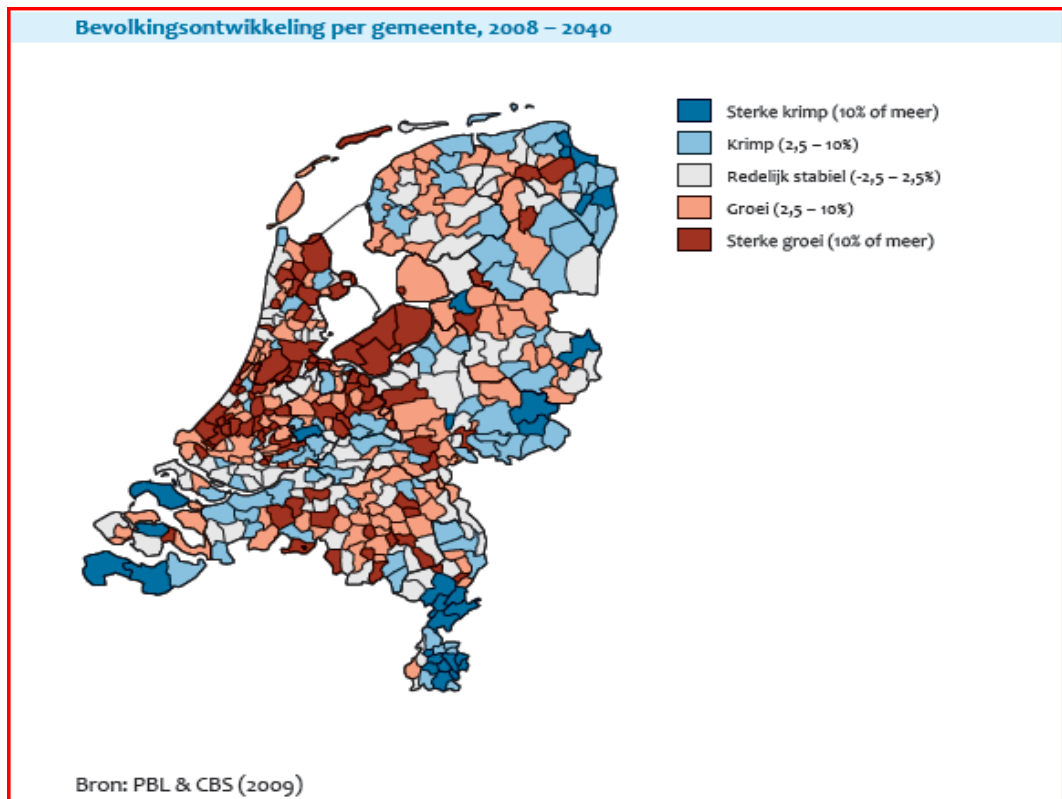 Bevolkingsontwikkeling per gemeente, 2008 – 2040
Sterke krimp (10% of meer)
Krimp (2,5 – 10%)
Redelijk stabiel (-2,5 – 2,5%)
Groei (2,5 – 10%)
Sterke groei (10% of meer)
Bron: PBL & CBS (2009)